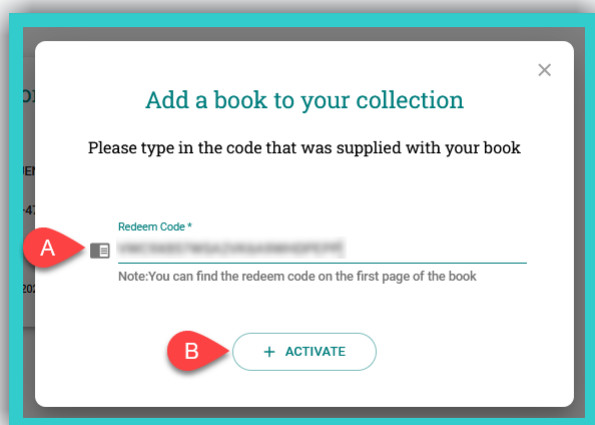 Add a book to your collection
Please type in the code that was supplied with your book
Redeem Code *
A
Note:You can find the redeem code on the first page of the book
B
+ ACTIVATE